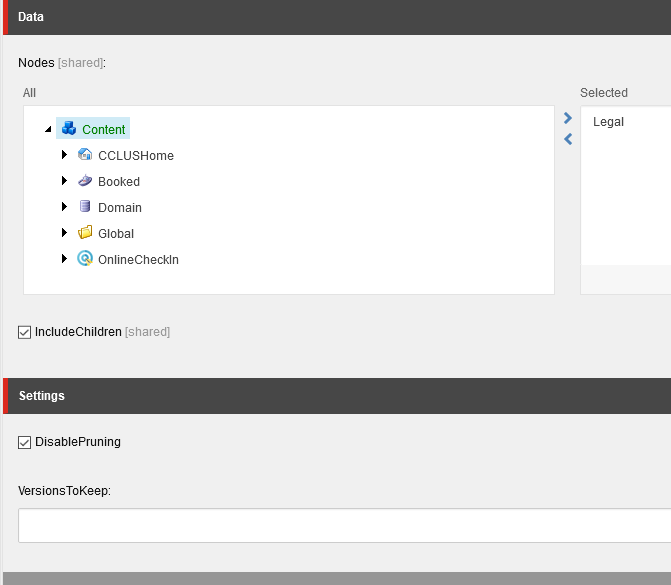 Data
Nodes [shared]:
All
Selected
Content
Legal
CCLUSHome
Booked
Domain
Global
OnlineCheckIn
IncludeChildren [shared]
Settings
DisablePruning
VersionsToKeep: